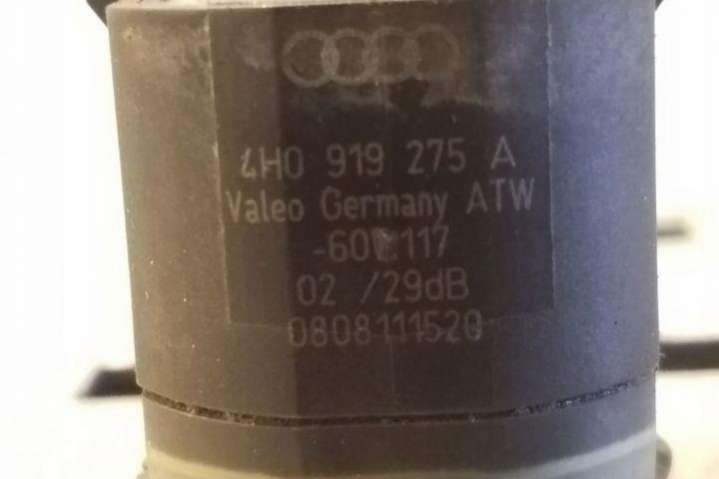 4H0 919 275 A
Valeo Germany ATW
02 /29dB
0808111520